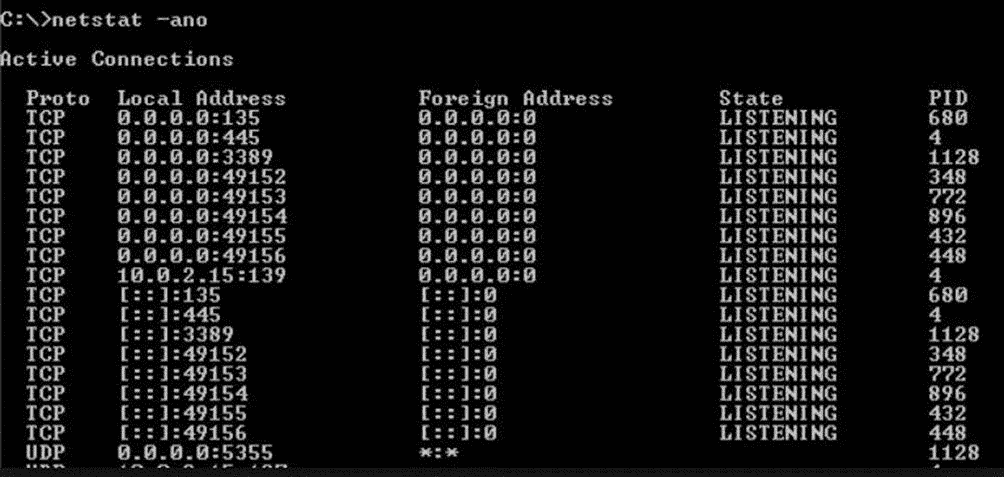 C:\>netstat -ano
Active Connections
Proto Local Address Foreign Address State PID
TCP 0.0.0.0:135 0.0.0.0:0 LISTENING 680
TCP 0.0.0.0:445 0.0.0.0:0 LISTENING 4
TCP 0.0.0.0:3389 0.0.0.0:0 LISTENING 1128
TCP 0.0.0.0:49152 0.0.0.0:0 LISTENING 348
TCP 0.0.0.0:49153 0.0.0.0:0 LISTENING 772
TCP 0.0.0.0:49154 0.0.0.0:0 LISTENING 896
TCP 0.0.0.0:49155 0.0.0.0:0 LISTENING 432
TCP 0.0.0.0:49156 0.0.0.0:0 LISTENING 448
TCP 10.0.2.15:139 0.0.0.0:0 LISTENING 4
TCP [::]:135 [::]:0 LISTENING 680
TCP [::]:445 [::]:0 LISTENING 4
TCP [::]:3389 [::]:0 LISTENING 1128
TCP [::]:49152 [::]:0 LISTENING 348
TCP [::]:49153 [::]:0 LISTENING 772
TCP [::]:49154 [::]:0 LISTENING 896
TCP [::]:49155 [::]:0 LISTENING 432
TCP [::]:49156 [::]:0 LISTENING 448
UDP 0.0.0.0:5355 *:* 1128